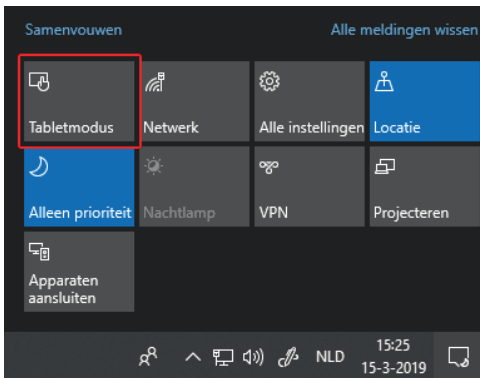 Samenvouwen Alle meldingen wissen
Tabletmodus Netwerk Alle instellingen Locatie
Alleen prioriteit Nachtlamp VPN Projecteren
Apparaten
aansluiten
NLD 15:25
15-3-2019